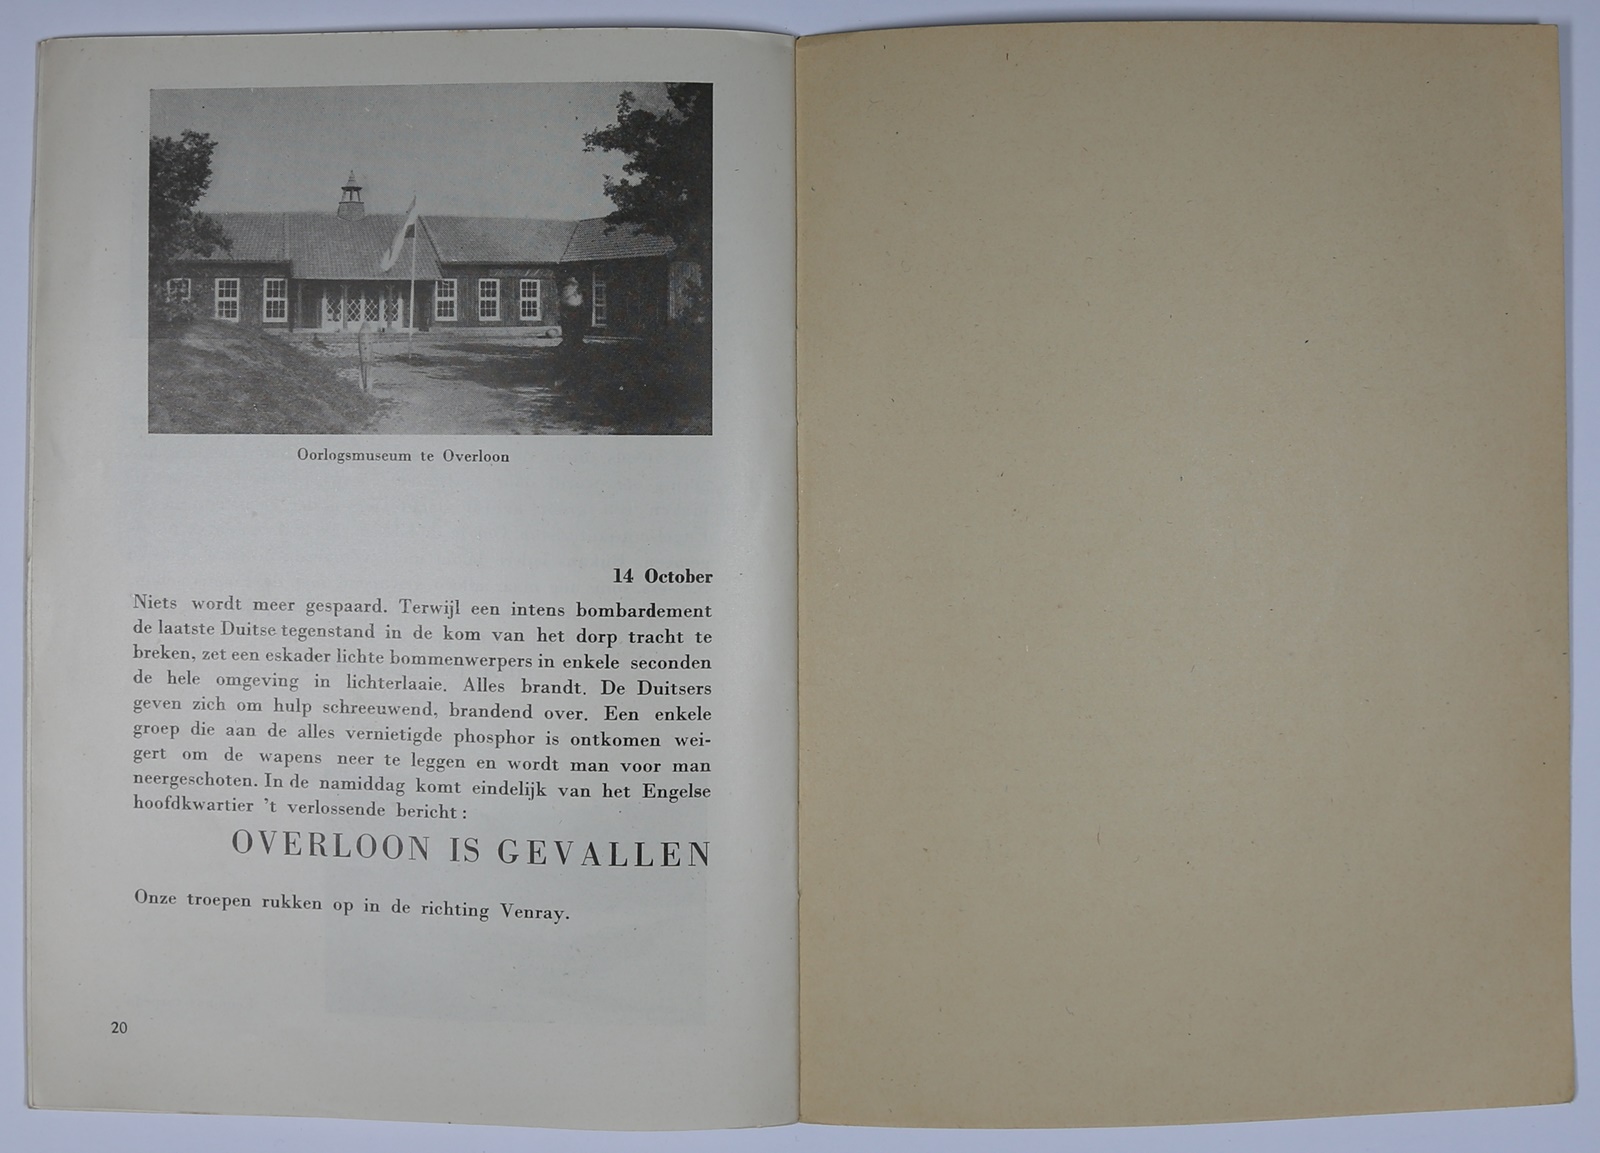 Oorlogsmuseum te Overloon
14 October
Niets wordt meer gespaard. Terwijl een intens bombardement
de laatste Duitse tegenstand in de kom van het dorp tracht te
breken, zet een eskader lichte bommenwerpers in enkele seconden
de hele omgeving in lichterlaaie. Alles brandt. De Duitsers
geven zich om hulp schreeuwend, brandend over. Een enkele
groep die aan de alles vernietigde phosphor is ontkomen wei-
gert om de wapens neer te leggen en wordt man voor man
neergeschoten. In de namiddag komt eindelijk van het Engelse
hoofdkwartier 't verlossende bericht :
OVERLOON IS GEVALLEN
Onze troepen rukken op in de richting Venray.
20